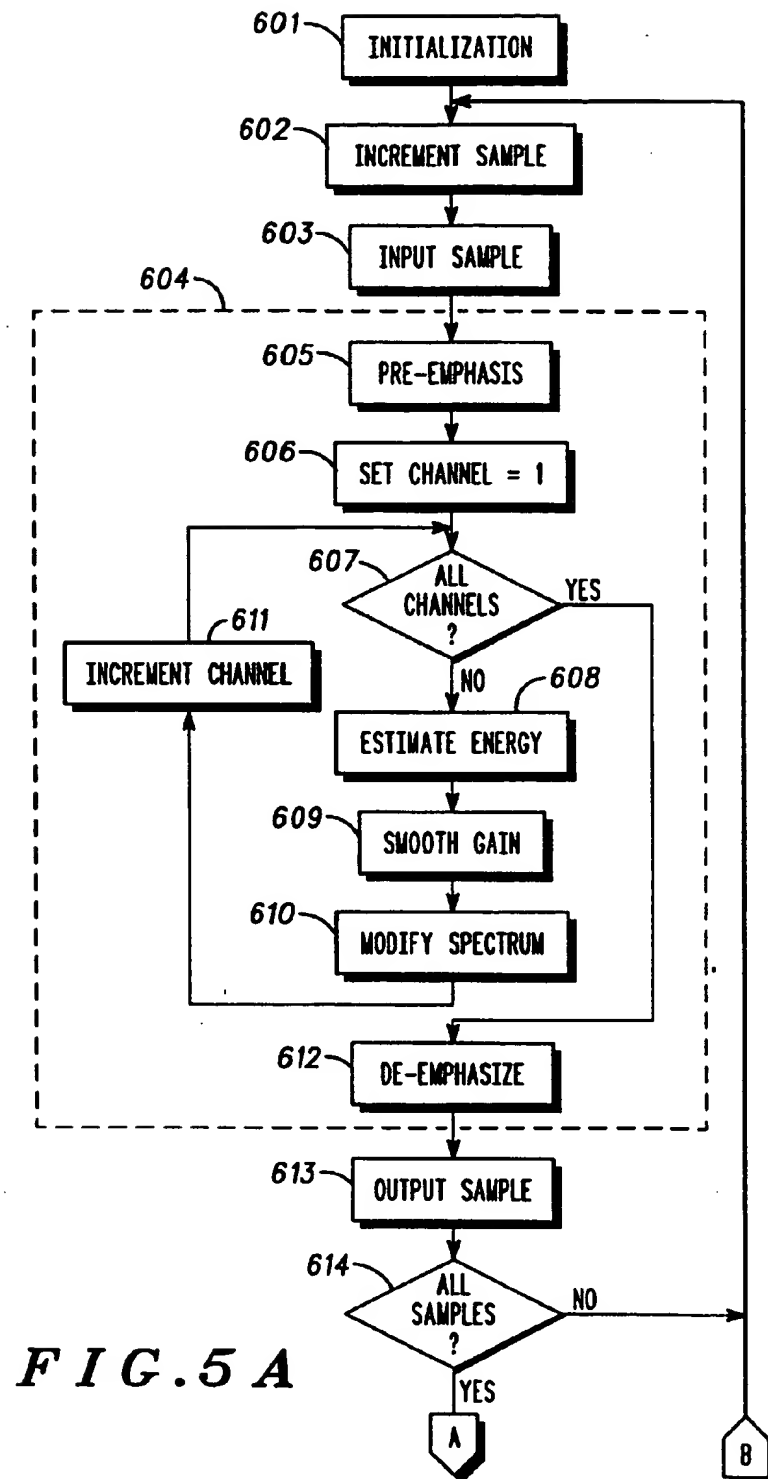 601
INITIALIZATION
602
INCREMENT SAMPLE
603
INPUT SAMPLE
604
605
PRE-EMPHASIS
606
SET CHANNEL = 1
607
ALL
CHANNELS
?
YES
NO
611
INCREMENT CHANNEL
608
ESTIMATE ENERGY
609
SMOOTH GAIN
610
MODIFY SPECTRUM
612
DE-EMPHASIZE
613
OUTPUT SAMPLE
614
ALL
SAMPLES
?
NO
YES
FIG.5A
A
B